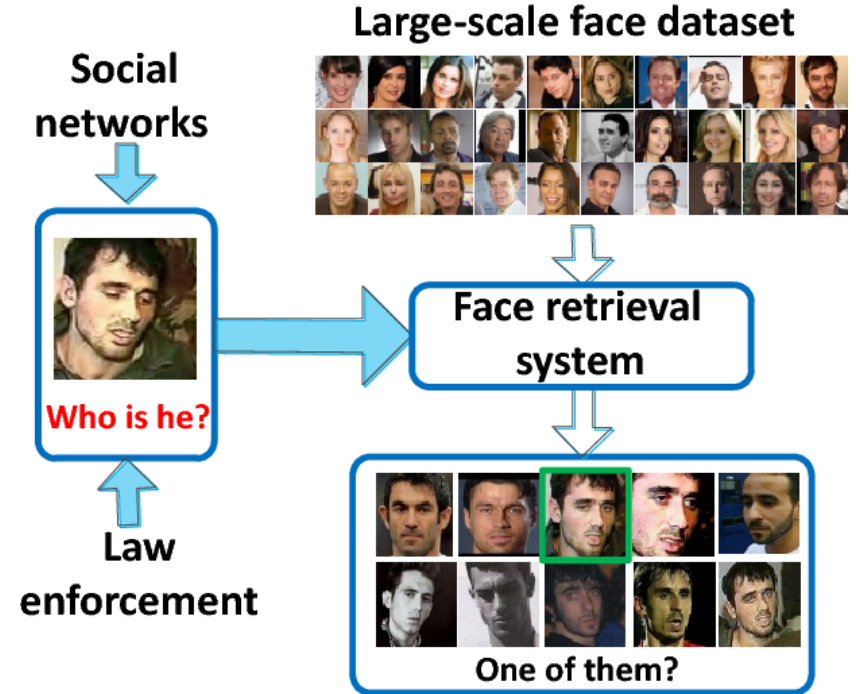 Large-scale face dataset
Social
networks
Face retrieval
system
Who is he?
Law
enforcement
One of them?